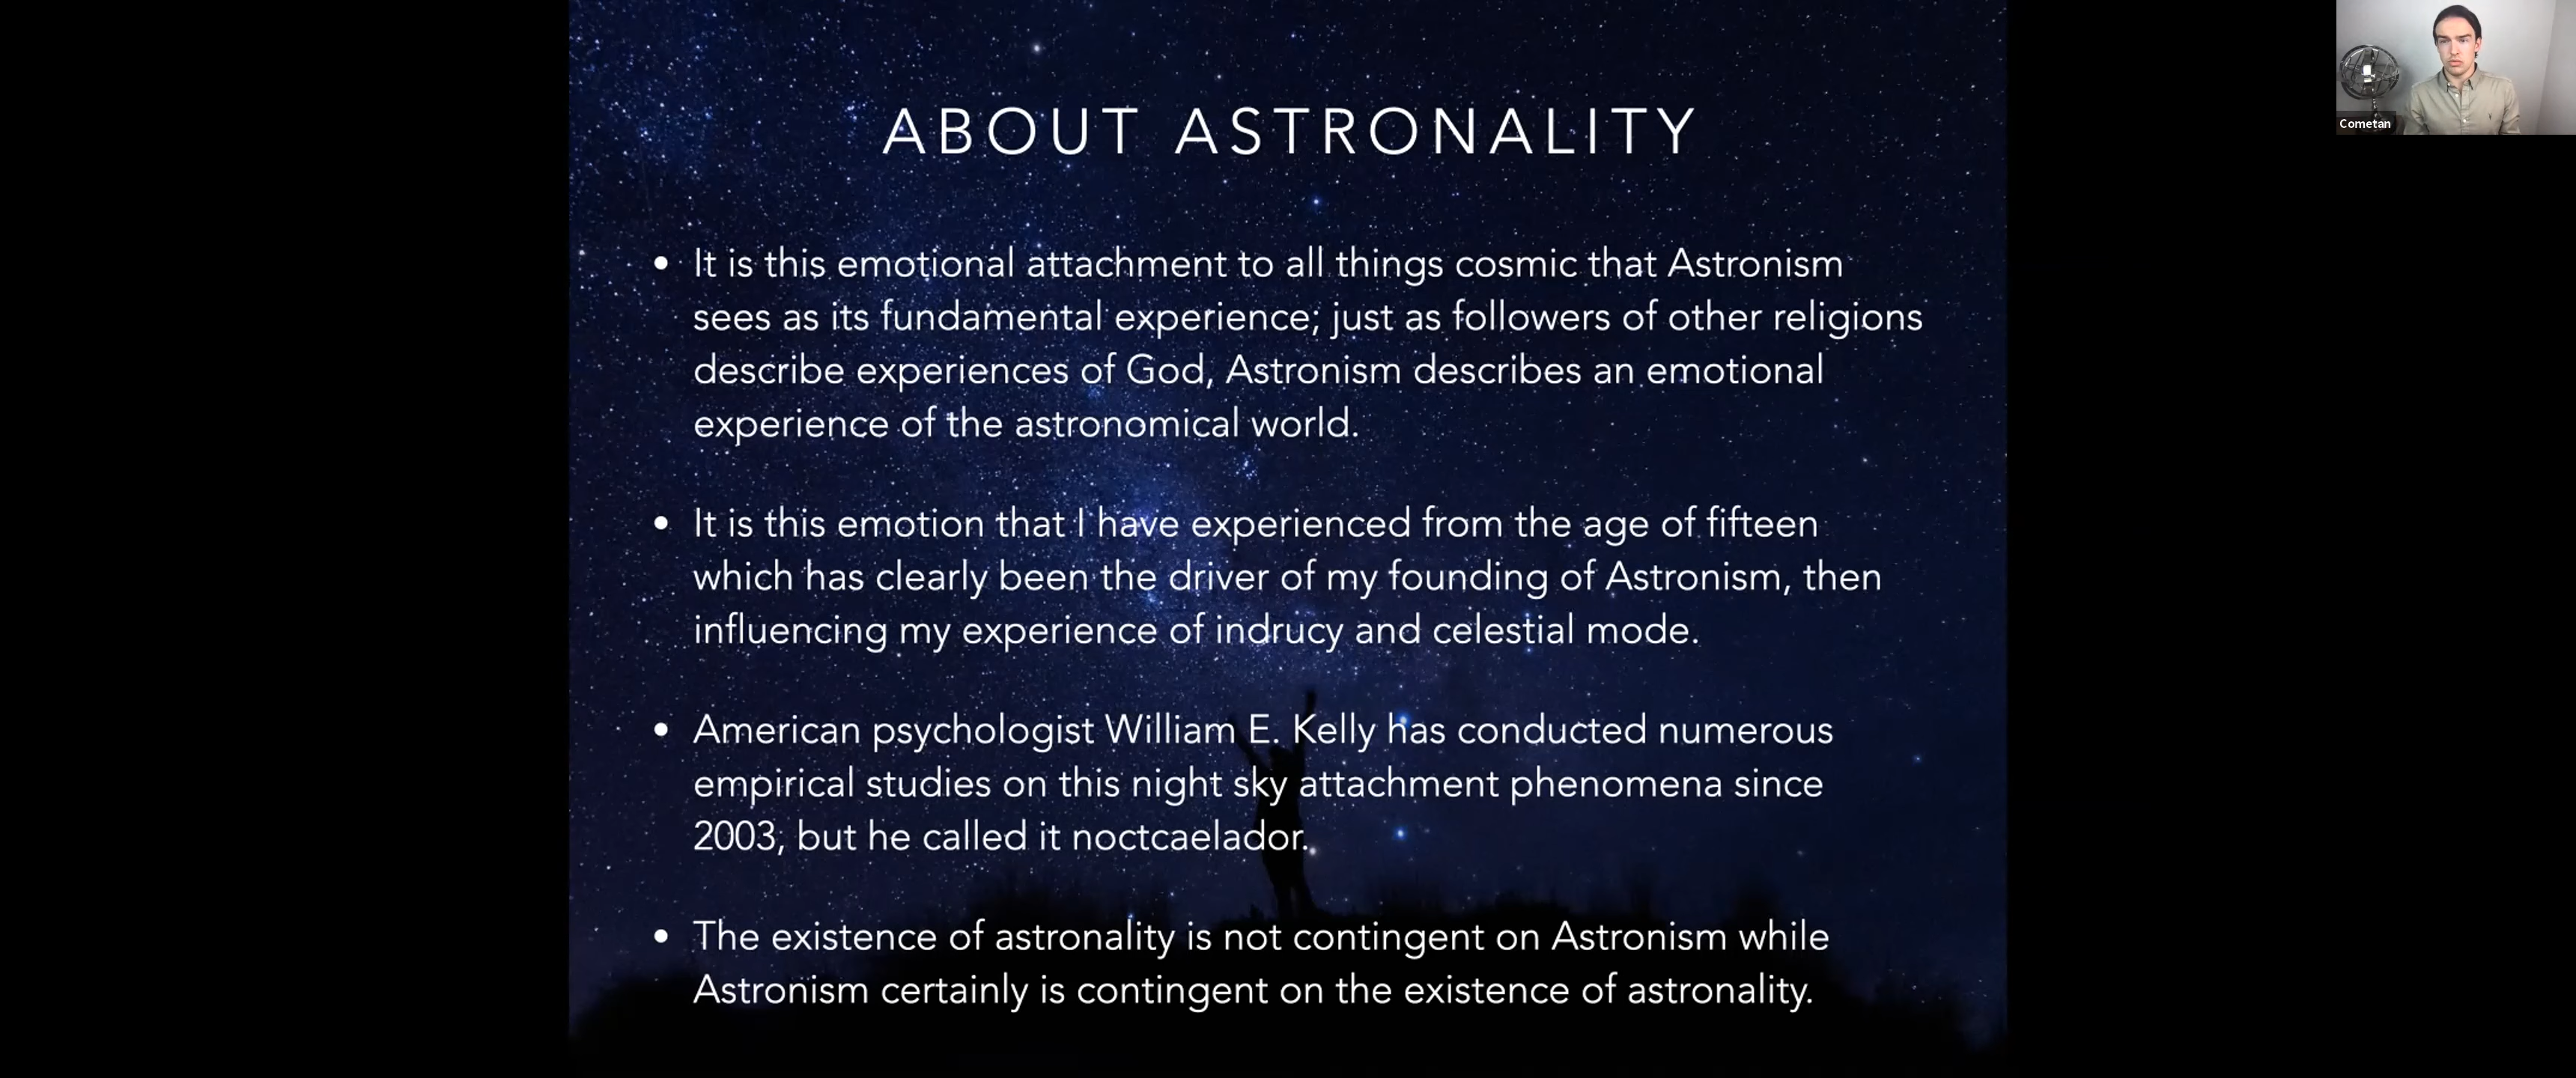 ABOUT ASTRONALITY
• It is this emotional attachment to all things cosmic that Astronism
sees as its fundamental experience; just as followers of other religions
describe experiences of God, Astronism describes an emotional
experience of the astronomical world.
• It is this emotion that I have experienced from the age of fifteen
which has clearly been the driver of my founding of Astronism, then
influencing my experience of indrucy and celestial mode.
• American psychologist William E. Kelly has conducted numerous
empirical studies on this night sky attachment phenomena since
2003, but he called it noctcaelador.
• The existence of astronality is not contingent on Astronism while
Astronism certainly is contingent on the existence of astronality.
Cometan